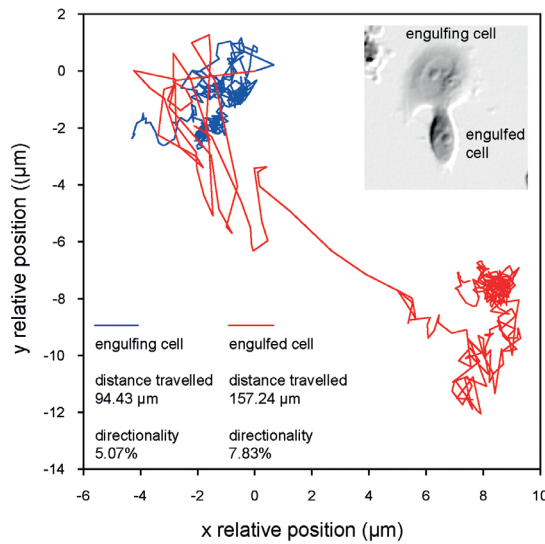 2
0
-2
-4
-6
-8
-10
-12
-14
y relative position ((µm)
engulfing cell
engulfed
cell
engulfing cell
engulfed cell
distance travelled
94.43 µm
distance travelled
157.24 µm
directionality
5.07%
directionality
7.83%
-6
-4
-2
0
2
4
6
8
10
x relative position (µm)